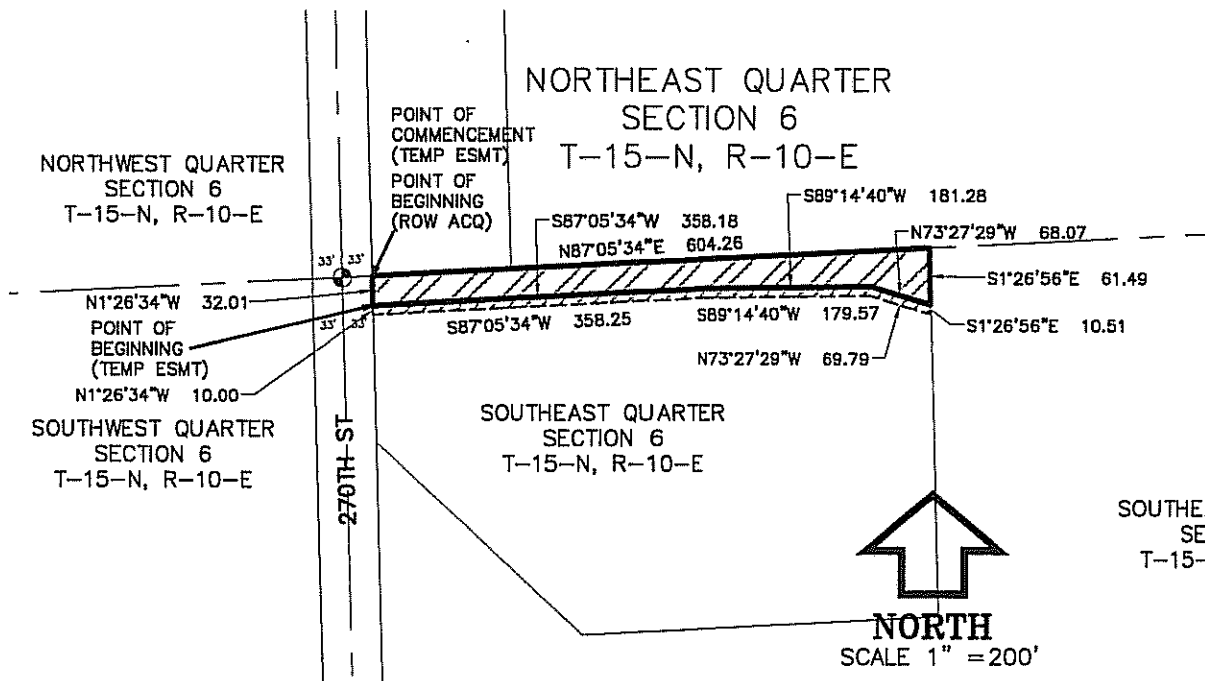 NORTHEAST QUARTER
SECTION 6
T-15-N, R-10-E
POINT OF
COMMENCEMENT
(TEMP ESMT)
POINT OF
BEGINNING
(ROW ACQ)
NORTHWEST QUARTER
SECTION 6
T-15-N, R-10-E
S89°14'40"W 181.28
S87°05'34"W 358.18
N73°27'29"W 68.07
N87°05'34"E 604.26
33' 33'
S1°26'56"E 61.49
N1°26'34"W 32.01
33' 33'
S87°05'34"W 358.25
S89°14'40"W 179.57
S1°26'56"E 10.51
POINT OF
BEGINNING
(TEMP ESMT)
N73°27'29"W 69.79
N1°26'34"W 10.00
SOUTHWEST QUARTER
SECTION 6
T-15-N, R-10-E
270TH ST
SOUTHEAST QUARTER
SECTION 6
T-15-N, R-10-E
SOUTHE
SE
T-15-
NORTH
SCALE 1" =200'